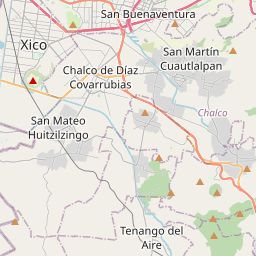 San Buenaventura
Xico
San Martín
Cuautlalpan
Chalco de Díaz
Covarrubias
Chalco
San Mateo
Huitzilzingo
Tenango del
Aire